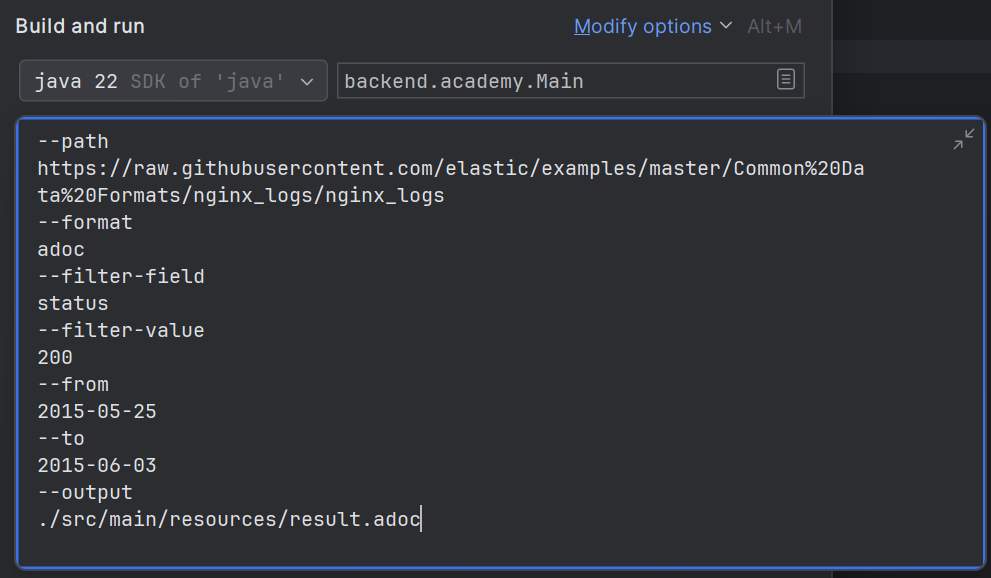 Build and run
Modify options Alt+M
java 22 SDK of 'java' backend.academy.Main
--path
https://raw.githubusercontent.com/elastic/examples/master/Common%20Da
ta%20Formats/nginx_logs/nginx_logs
--format
adoc
--filter-field
status
--filter-value
200
--from
2015-05-25
--to
2015-06-03
--output
./src/main/resources/result.adoc